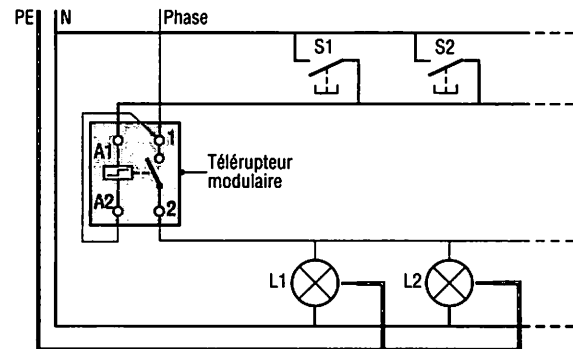 PE N Phase
S1 S2
A1 1
Télérupteur
modulaire
A2 2
L1 L2